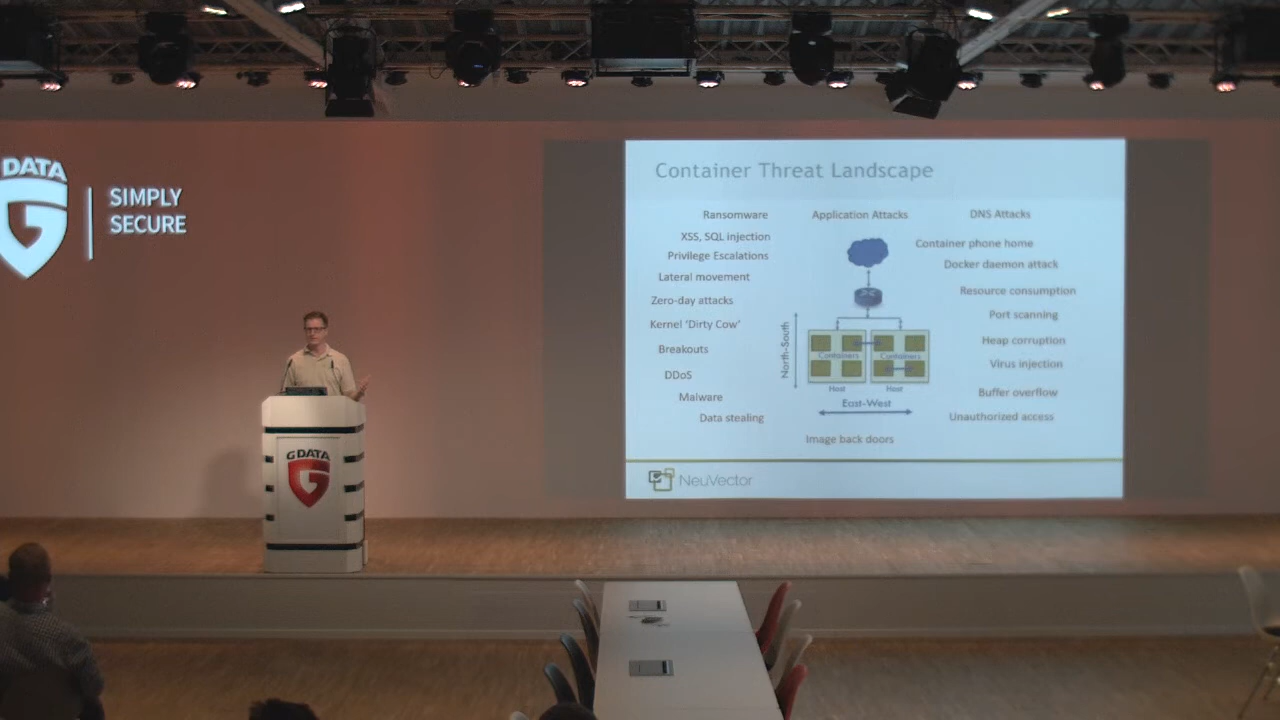 DATA
G
SIMPLY
SECURE
G DATA
G
Container Threat Landscape
Ransomware
Application Attacks
DNS Attacks
XSS, SQL injection
Container phone home
Privilege Escalations
Docker daemon attack
Lateral movement
Resource consumption
Zero-day attacks
Port scanning
Kernel ‘Dirty Cow’
Heap corruption
Breakouts
Virus injection
DDoS
Buffer overflow
Malware
Unauthorized access
Data stealing
Image back doors
North-South
Containers
Containers
Host
Host
East-West
NeuVector